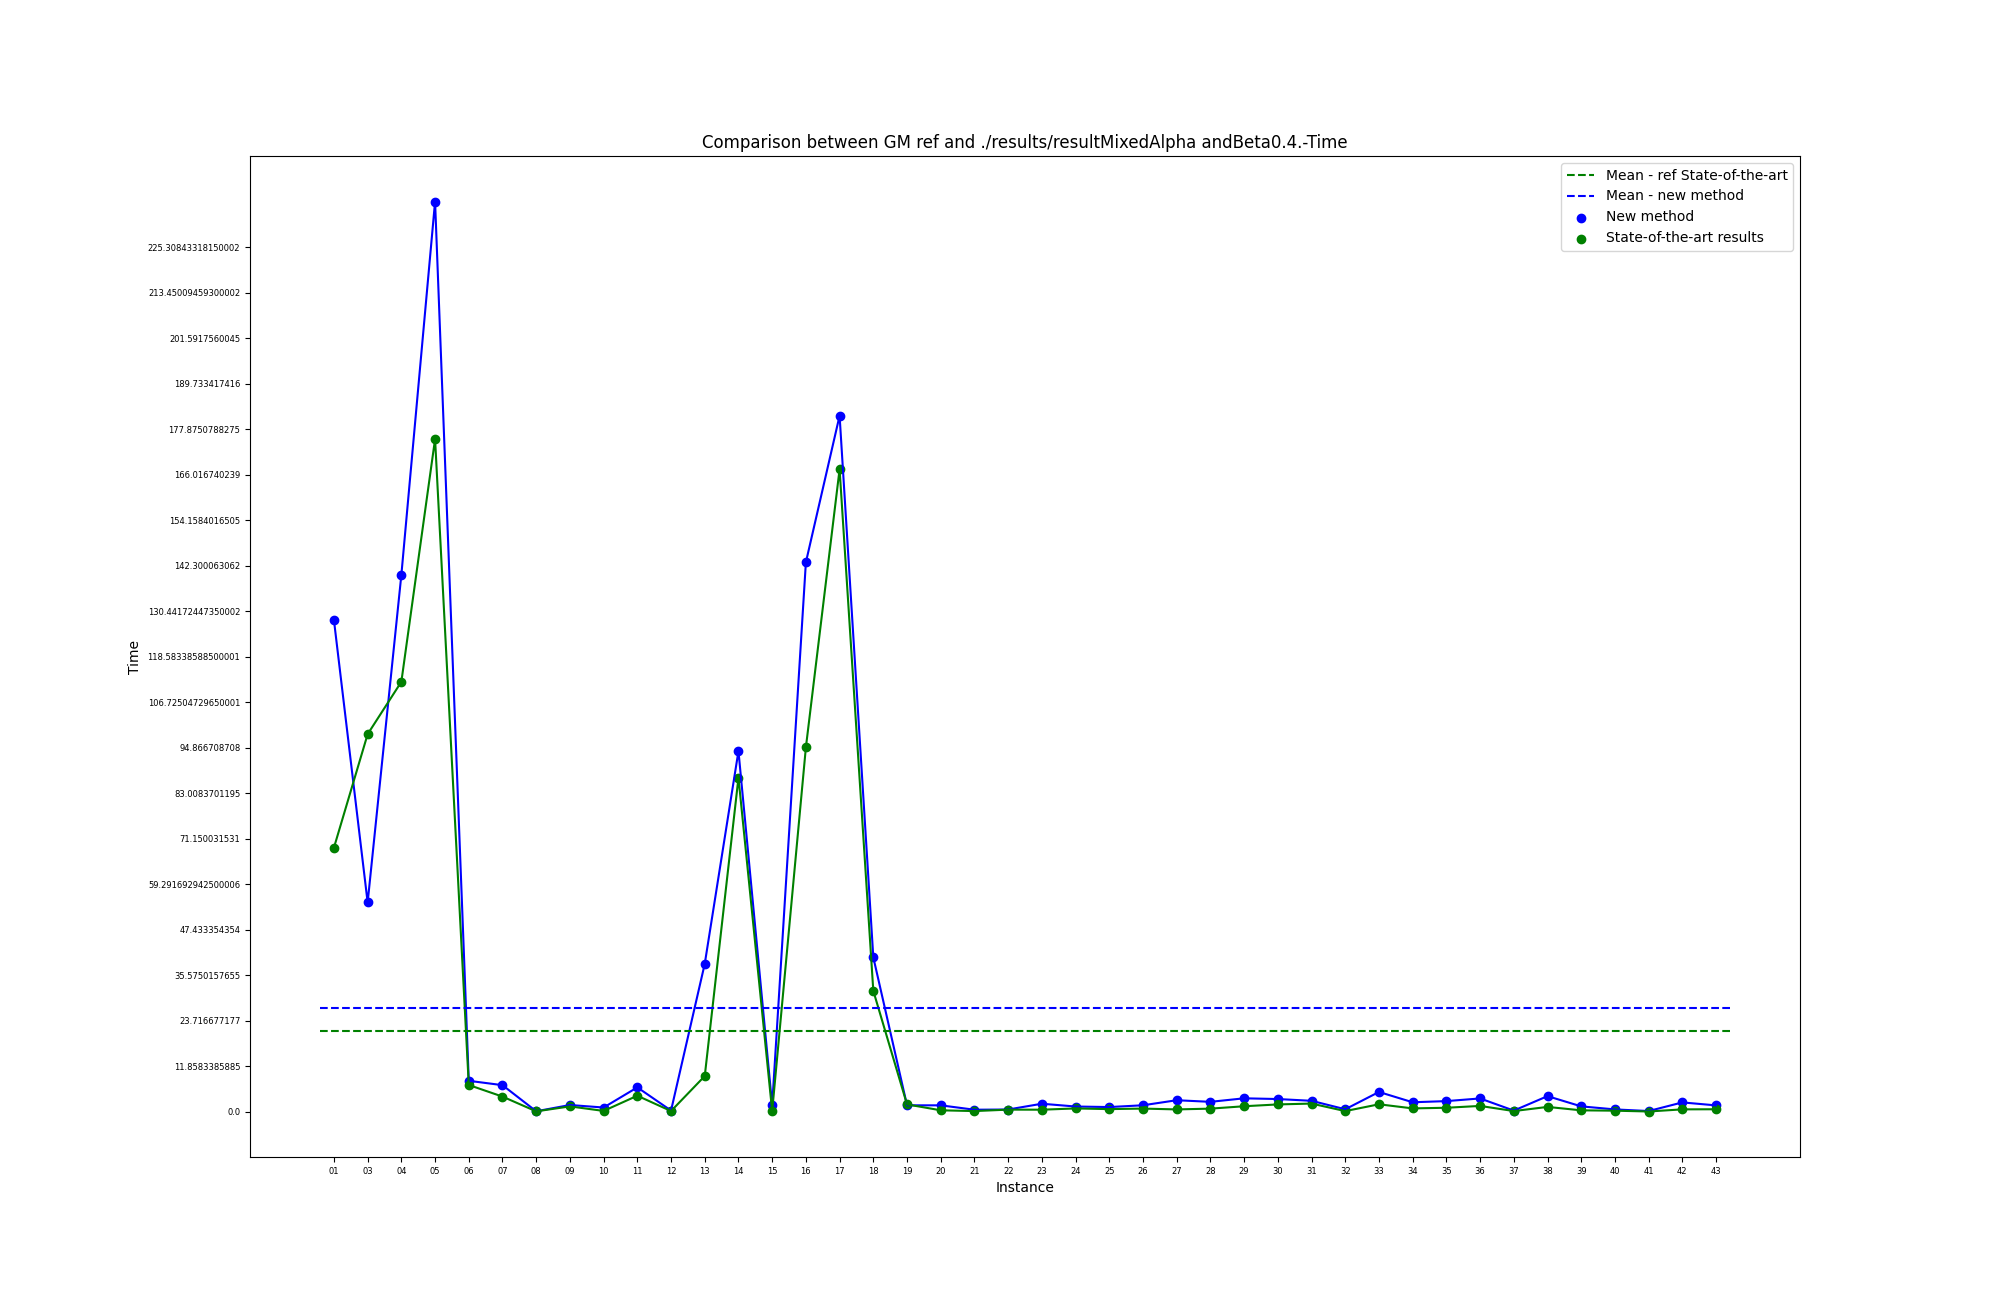 Comparison between GM ref and ./results/resultMixedAlpha andBeta0.4.-Time
Mean - ref State-of-the-art
Mean - new method
New method
State-of-the-art results
225.30843318150002
213.45009459300002
201.5917560045
189.733417416
177.8750788275
166.016740239
154.1584016505
142.300063062
130.44172447350002
118.58338588500001
106.72504729650001
94.866708708
83.0083701195
71.150031531
59.291692942500006
47.433354354
35.5750157655
23.716677177
11.8583385885
0.0
Time
01 03 04 05 06 07 08 09 10 11 12 13 14 15 16 17 18 19 20 21 22 23 24 25 26 27 28 29 30 31 32 33 34 35 36 37 38 39 40 41 42 43
Instance